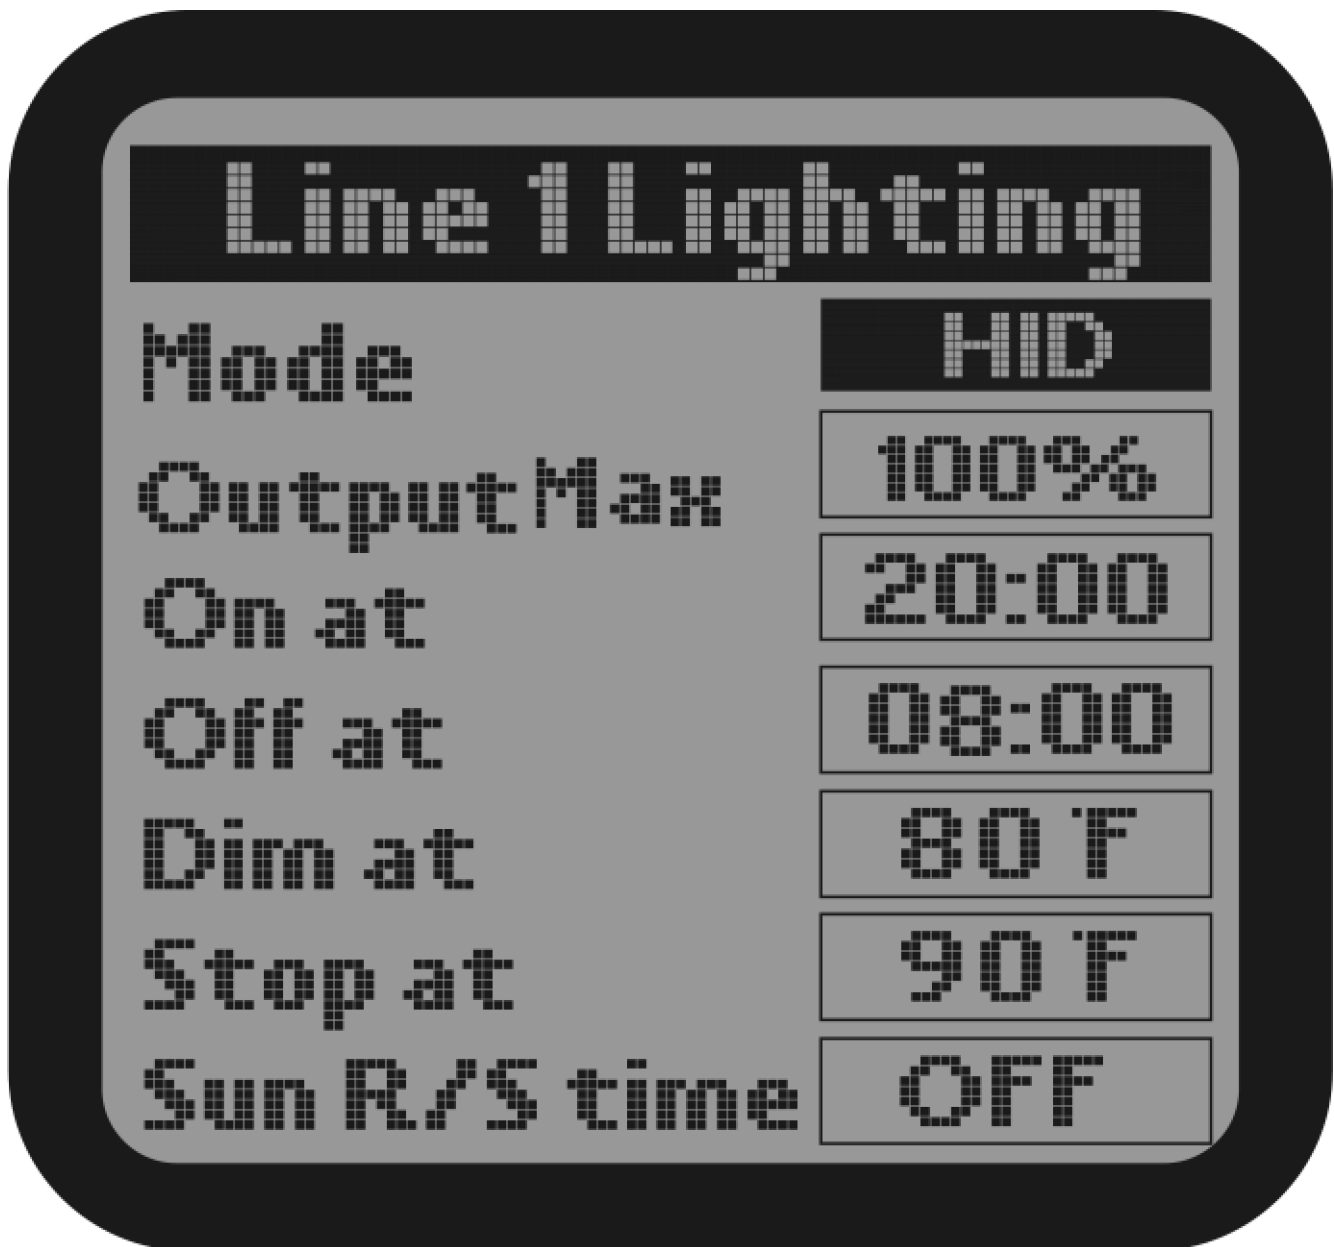 Line 1 Lighting
Mode HID
Output Max 100%
On at 20:00
Off at 08:00
Dim at 80 °F
Stop at 90 °F
Sun R/S time OFF